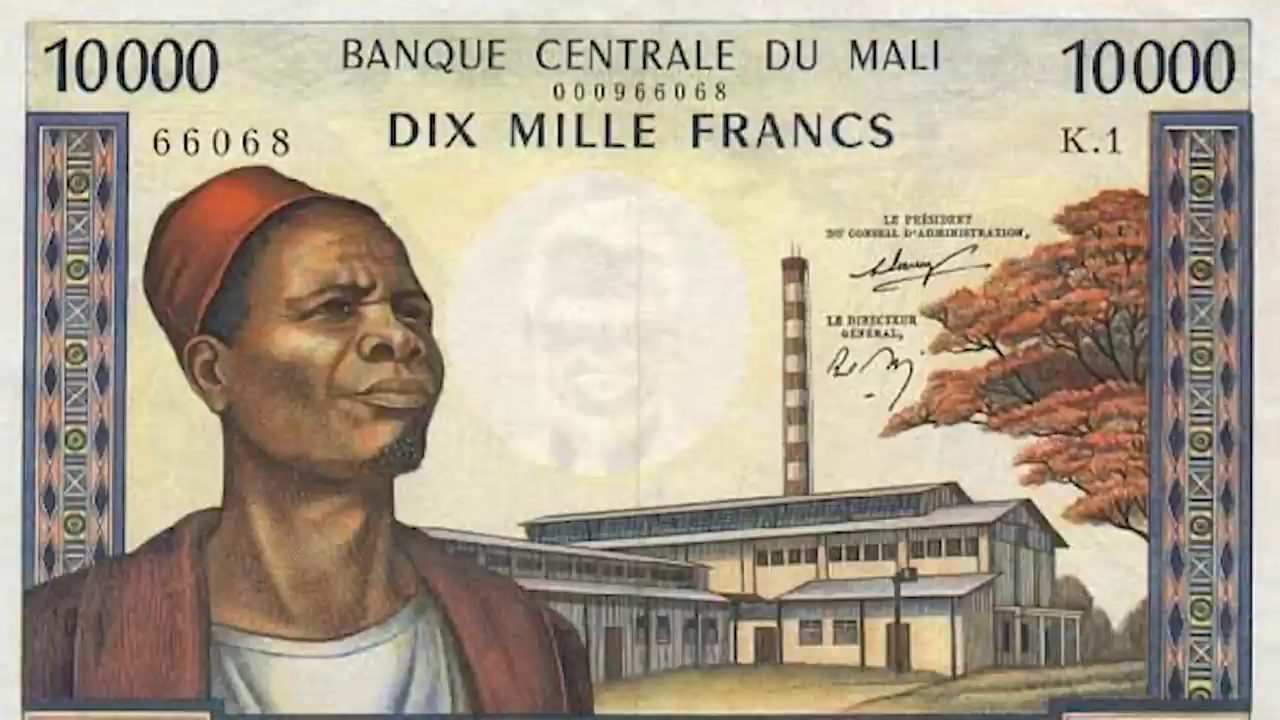 10000 BANQUE CENTRALE DU MALI 10000
000966068
66068 DIX MILLE FRANCS K.1
LE PRÉSIDENT
DU CONSEIL D'ADMINISTRATION,
LE DIRECTEUR
GÉNÉRAL,